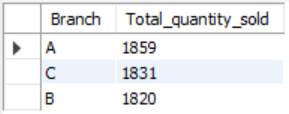 Branch Total_quantity_sold
A 1859
C 1831
B 1820